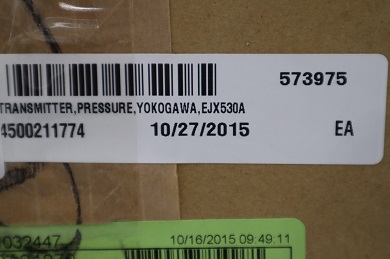 573975
TRANSMITTER,PRESSURE,YOKOGAWA,EJX530A
4500211774 10/27/2015 EA
032447 10/16/2015 09:49:11